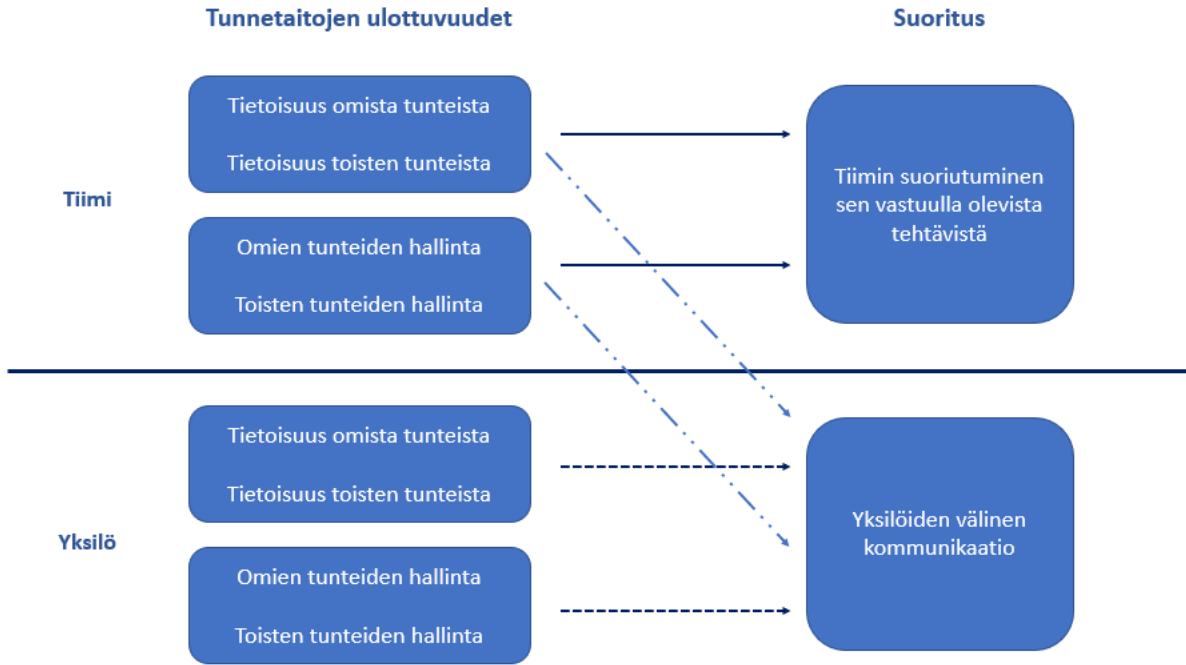 Tunnetaitojen ulottuvuudet
Suoritus
Tiimi
Tietoisuus omista tunteista
Tietoisuus toisten tunteista
Omien tunteiden hallinta
Toisten tunteiden hallinta
Tiimin suoriutuminen
sen vastuulla olevista
tehtävistä
Yksilö
Tietoisuus omista tunteista
Tietoisuus toisten tunteista
Omien tunteiden hallinta
Toisten tunteiden hallinta
Yksilöiden välinen
kommunikaatio